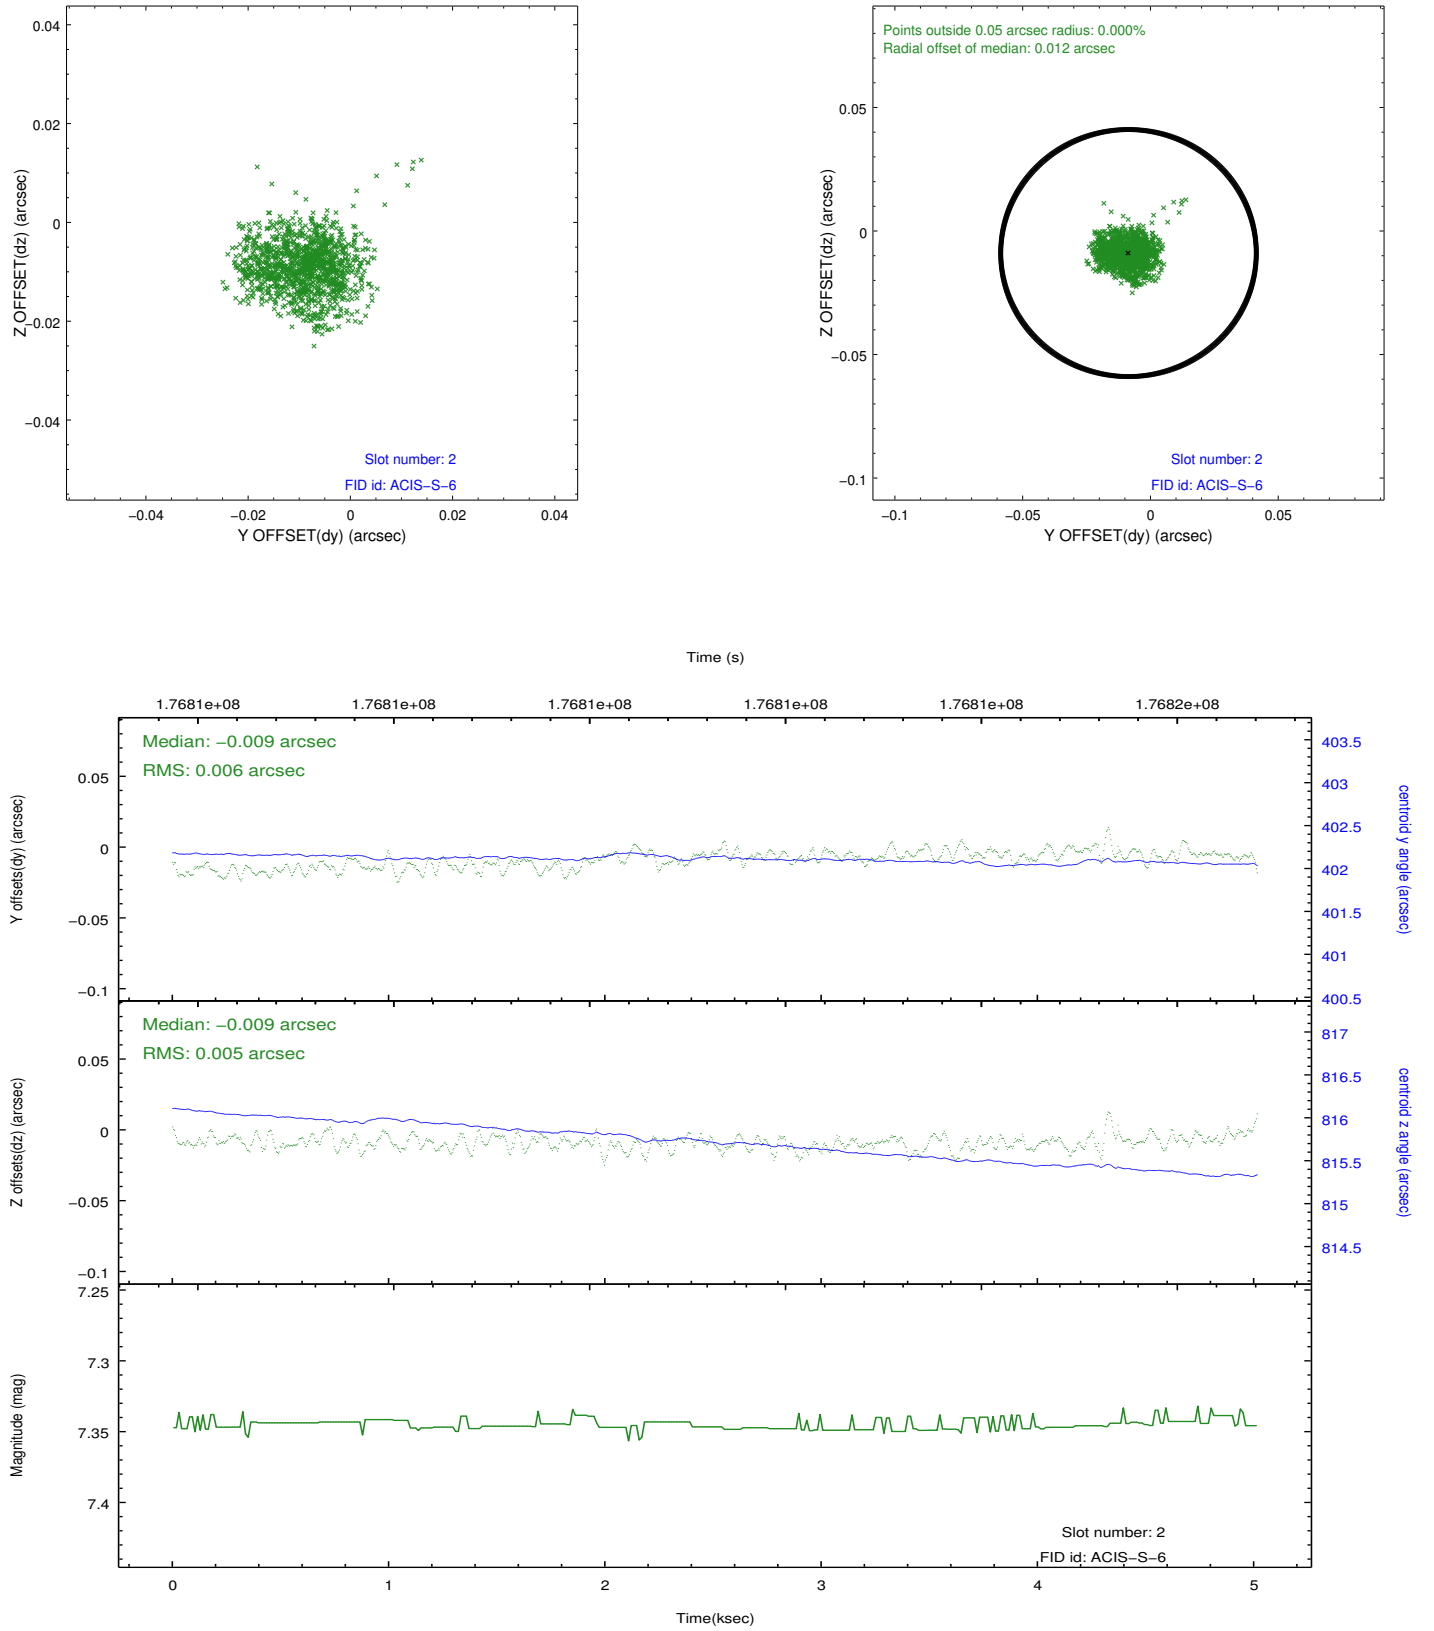 0.04
0.02
0
−0.02
−0.04
Z OFFSET(dz) (arcsec)
−0.04
−0.02
0
0.02
0.04
Y OFFSET(dy) (arcsec)
Slot number: 2
FID id: ACIS−S−6
Points outside 0.05 arcsec radius: 0.000%
Radial offset of median: 0.012 arcsec
0.05
0
−0.05
−0.1
Z OFFSET(dz) (arcsec)
−0.1
−0.05
0
0.05
Y OFFSET(dy) (arcsec)
Slot number: 2
FID id: ACIS−S−6
Time (s)
1.7681e+08
1.7681e+08
1.7681e+08
1.7681e+08
1.7681e+08
1.7682e+08
Median: −0.009 arcsec
RMS: 0.006 arcsec
0.05
0
−0.05
−0.1
Y offsets(dy) (arcsec)
403.5
403
402.5
402
401.5
401
400.5
centroid y angle (arcsec)
Median: −0.009 arcsec
RMS: 0.005 arcsec
0.05
0
−0.05
−0.1
Z offsets(dz) (arcsec)
817
816.5
816
815.5
815
814.5
centroid z angle (arcsec)
7.25
7.3
7.35
7.4
Magnitude (mag)
Slot number: 2
FID id: ACIS−S−6
0
1
2
3
4
5
Time(ksec)